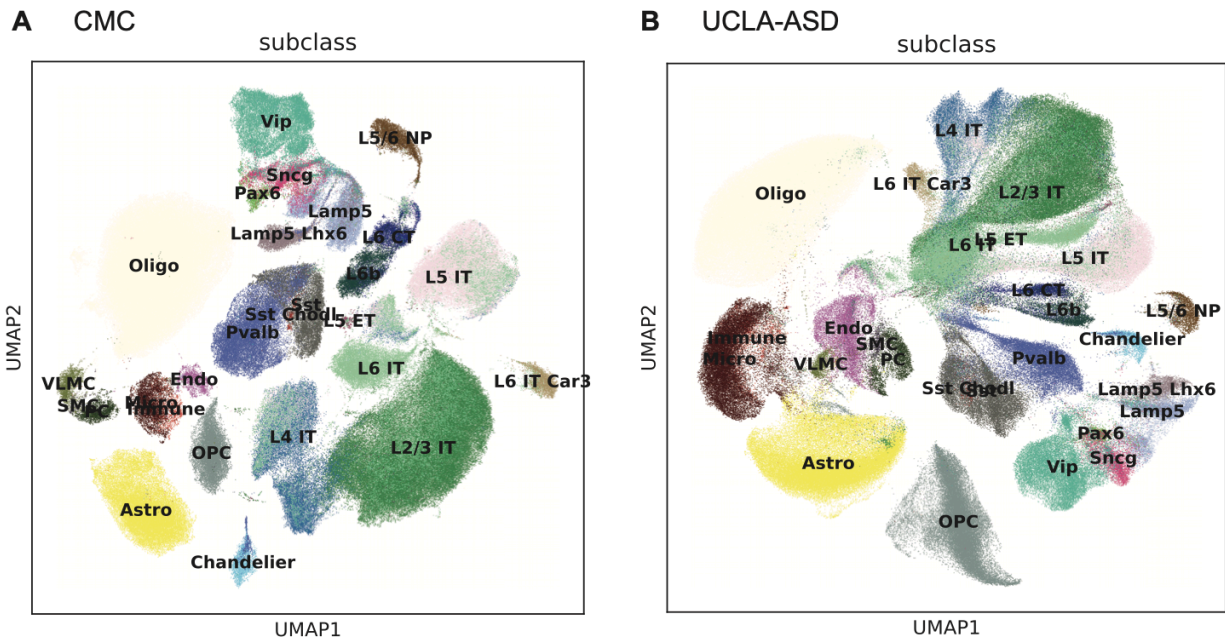 A CMC
subclass
Vip
L5/6 NP
Sncg
Pax6
Lamp5
Lamp5 Lhx6
L6 CT
Oligo
L6b
L5 IT
Sst
Sst Chodl
L5 ET
Pvalb
L6 IT
VLMC
Endo
L6 IT Car3
SMC
PC
Micro
Immune
L4 IT
OPC
L2/3 IT
Astro
Chandelier
UMAP2
UMAP1
B UCLA-ASD
subclass
L4 IT
Oligo
L6 IT Car3
L2/3 IT
L6 IT
L5 ET
L5 IT
L6 CT
L6b
L5/6 NP
Immune
Micro
Endo
SMC
PC
VLMC
Chandelier
Pvalb
Sst Chodl
Sst
Lamp5 Lhx6
Lamp5
Pax6
Sncg
Vip
Astro
OPC
UMAP2
UMAP1